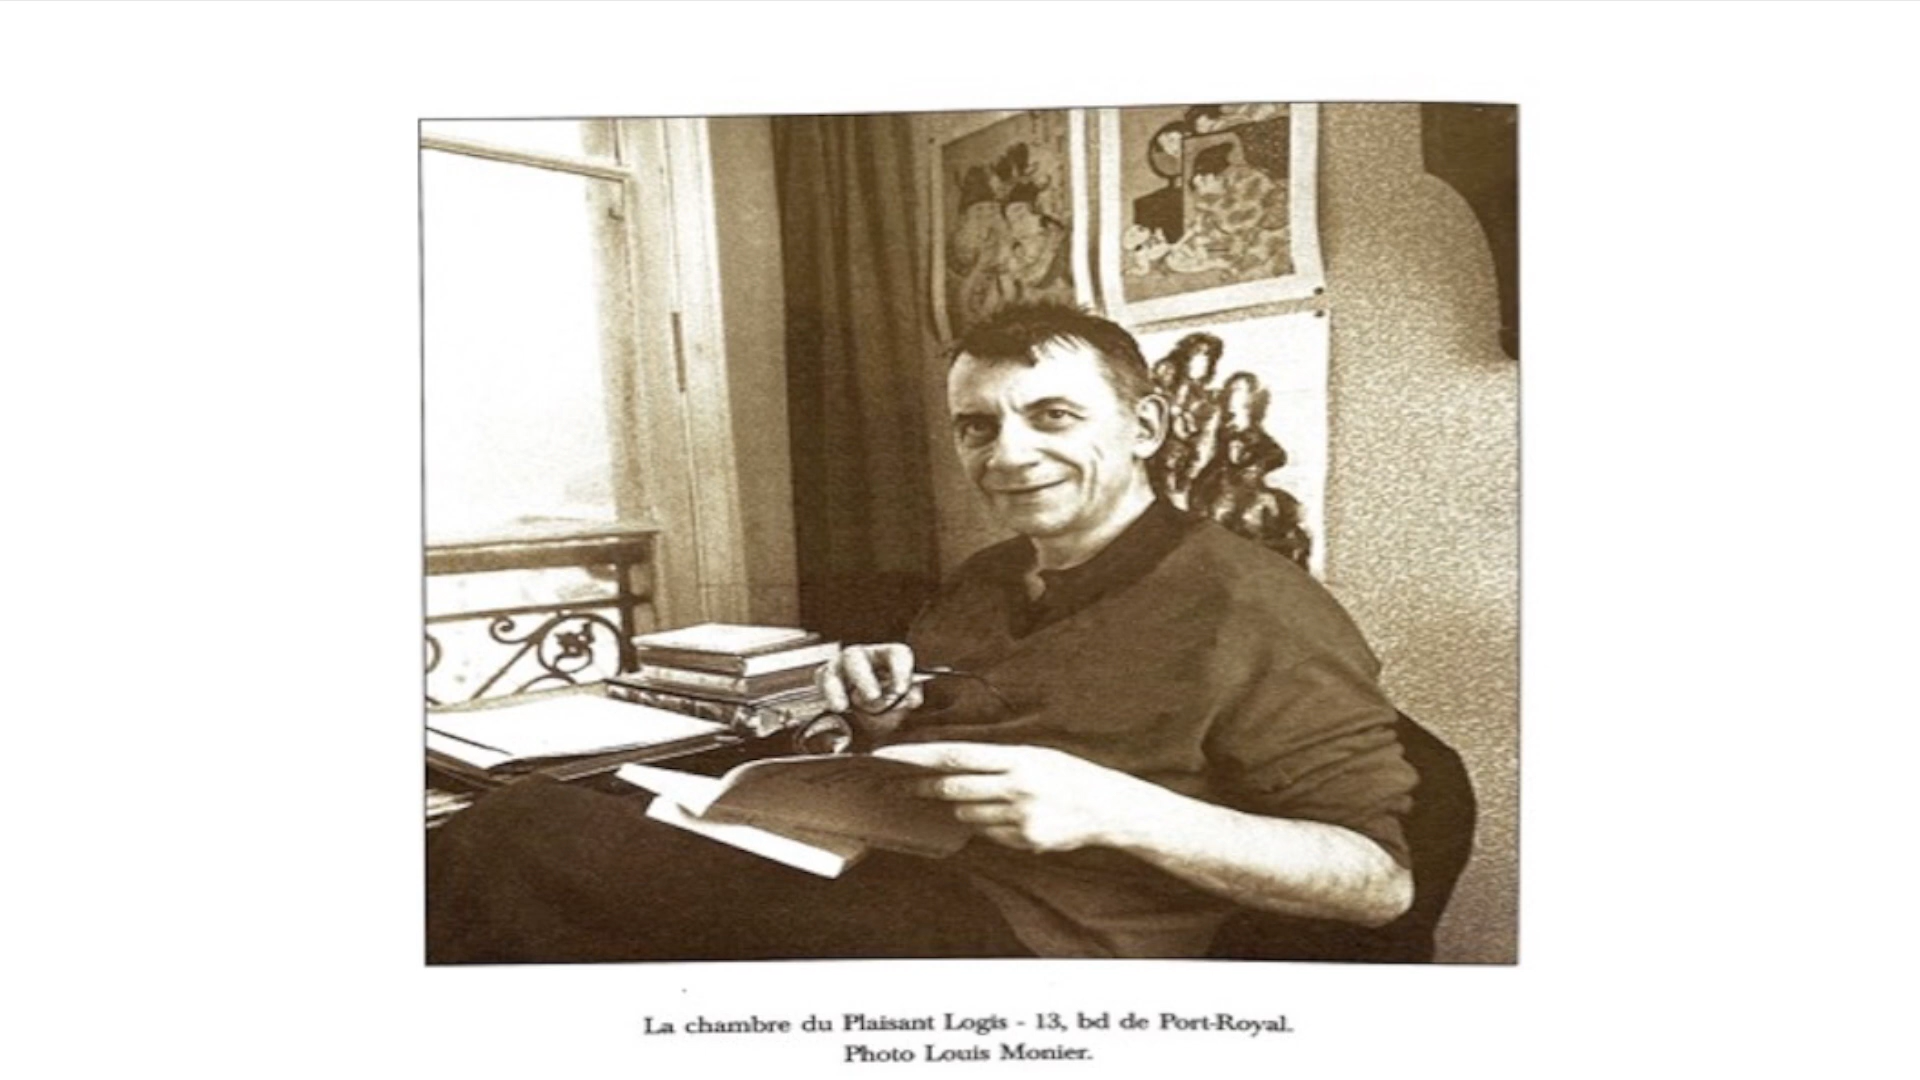 La chambre du Plaisant Logis - 13, bd de Port-Royal.
Photo Louis Monier.